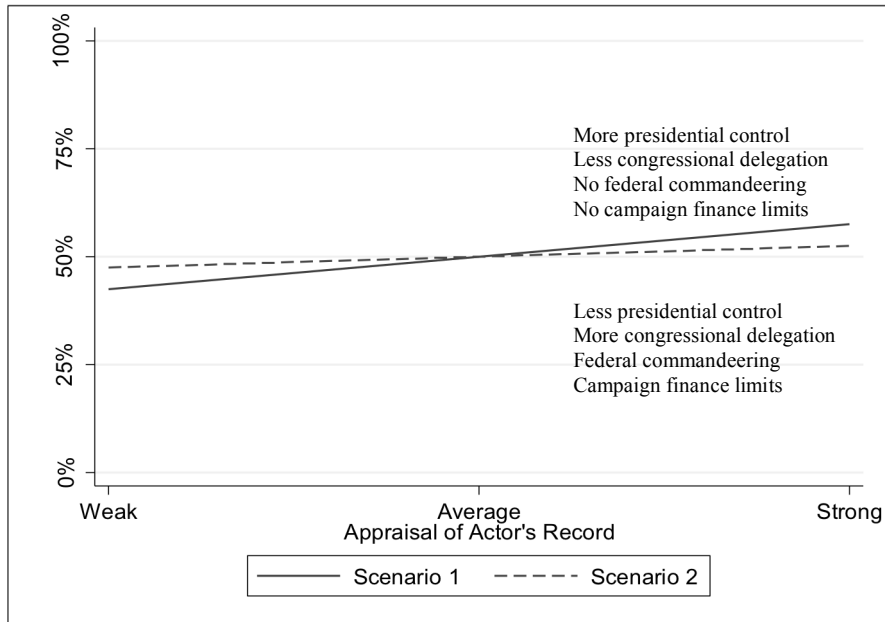 100%
75%
50%
25%
0%
More presidential control
Less congressional delegation
No federal commandeering
No campaign finance limits
Less presidential control
More congressional delegation
Federal commandeering
Campaign finance limits
Weak Average Strong
Appraisal of Actor's Record
Scenario 1 Scenario 2